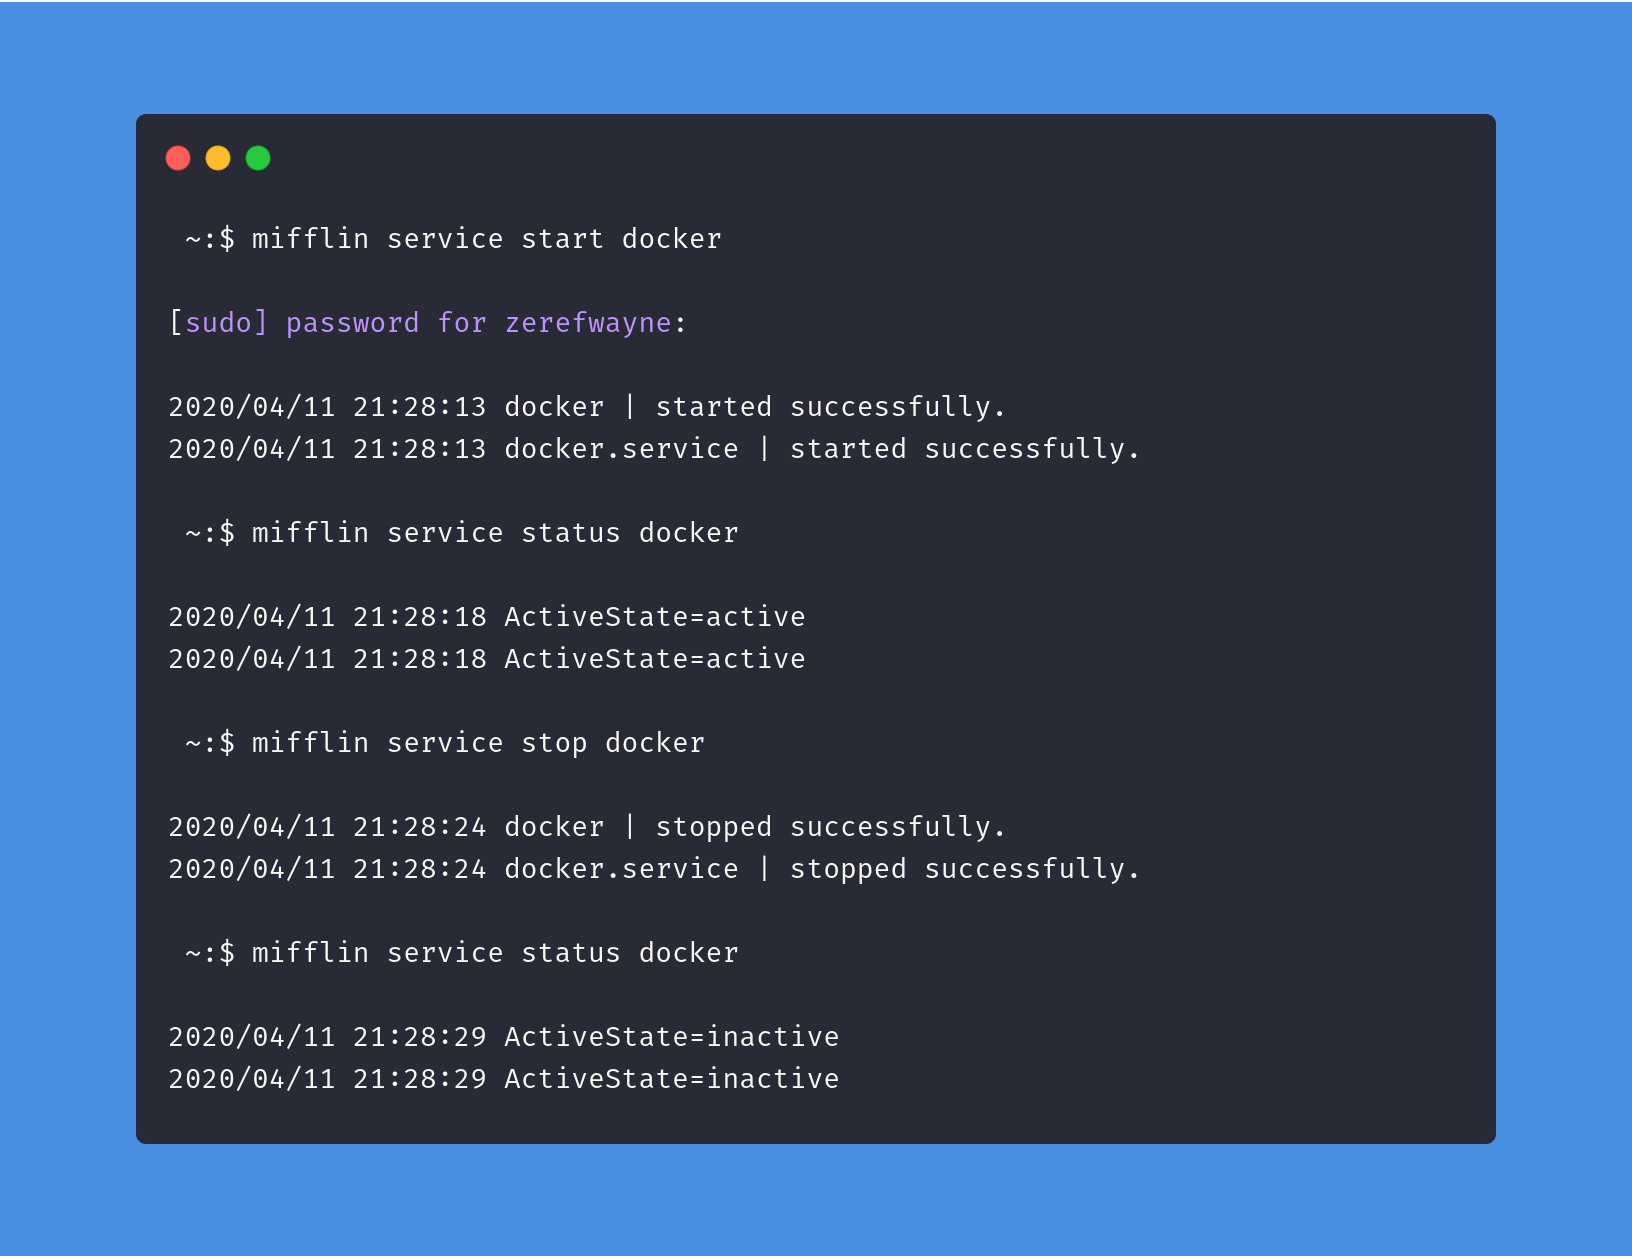 ~:$ mifflin service start docker
[sudo] password for zerefwayne:
2020/04/11 21:28:13 docker | started successfully.
2020/04/11 21:28:13 docker.service | started successfully.
~:$ mifflin service status docker
2020/04/11 21:28:18 ActiveState=active
2020/04/11 21:28:18 ActiveState=active
~:$ mifflin service stop docker
2020/04/11 21:28:24 docker | stopped successfully.
2020/04/11 21:28:24 docker.service | stopped successfully.
~:$ mifflin service status docker
2020/04/11 21:28:29 ActiveState=inactive
2020/04/11 21:28:29 ActiveState=inactive